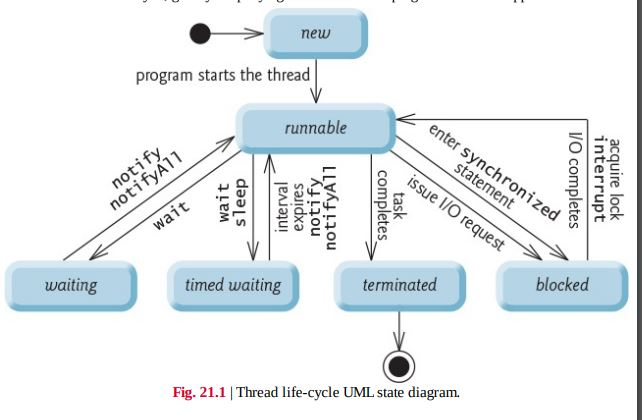 new
program starts the thread
runnable
notify
notifyAll
wait
wait
sleep
interval
expires
notify
notifyAll
task
completes
enter synchronized
statement
issue I/O request
I/O completes
interrupt
acquire lock
waiting
timed waiting
terminated
blocked
Fig. 21.1 | Thread life-cycle UML state diagram.